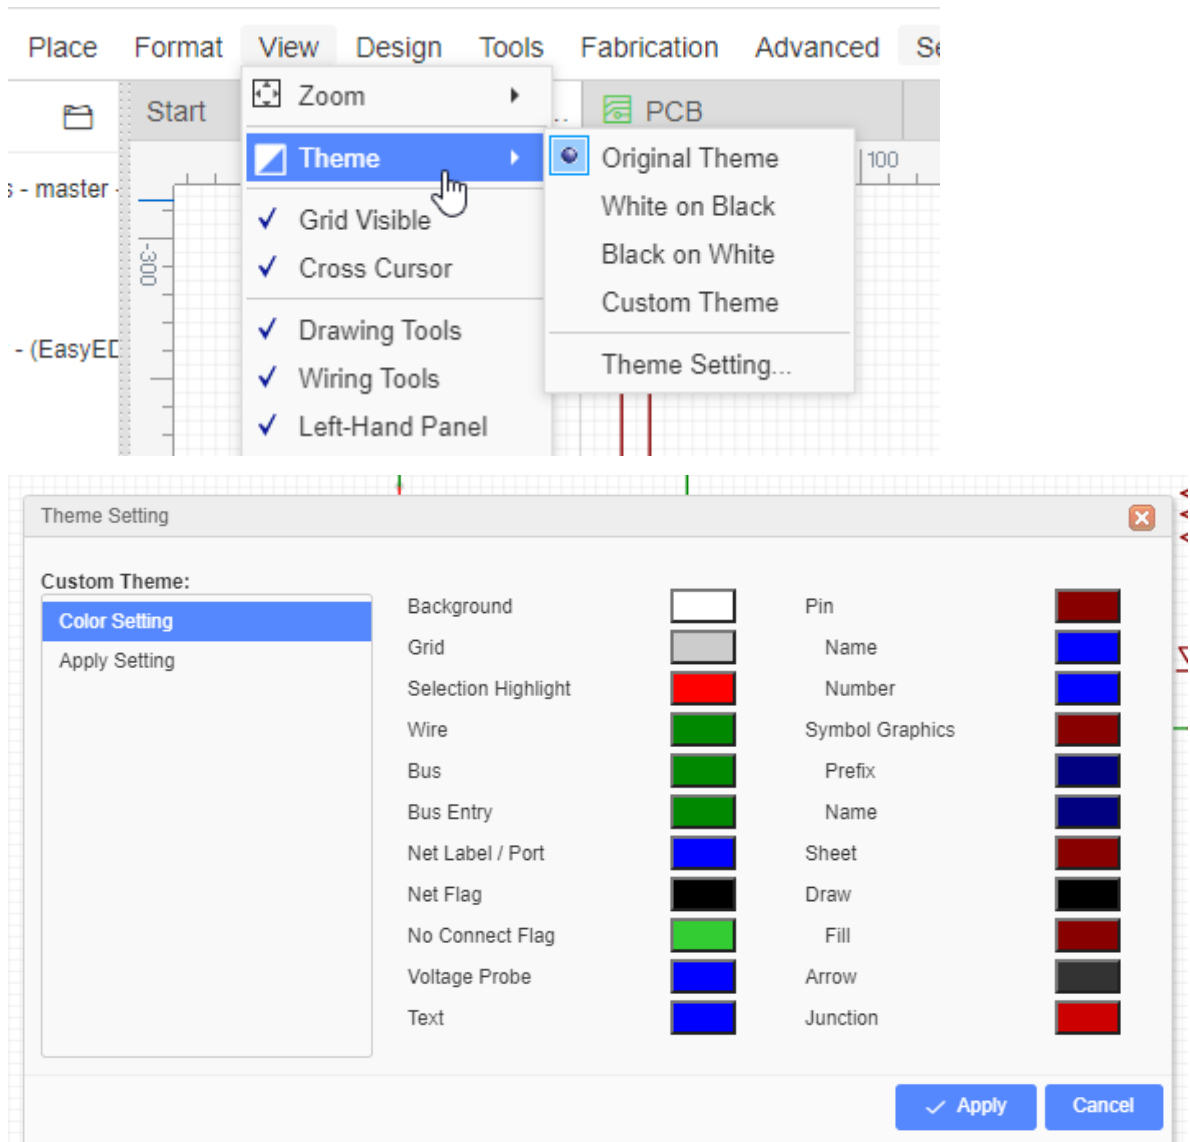 Place Format View Design Tools Fabrication Advanced Se
Start
Zoom
..
PCB
Theme
Original Theme
100
s - master -
White on Black
Grid Visible
-300
Black on White
Cross Cursor
Custom Theme
Drawing Tools
- (EasyED
Theme Setting...
Wiring Tools
Left-Hand Panel
Theme Setting
Custom Theme:
Color Setting
Apply Setting
Background
Grid
Selection Highlight
Wire
Bus
Bus Entry
Net Label / Port
Net Flag
No Connect Flag
Voltage Probe
Text
Pin
Name
Number
Symbol Graphics
Prefix
Name
Sheet
Draw
Fill
Arrow
Junction
Apply Cancel